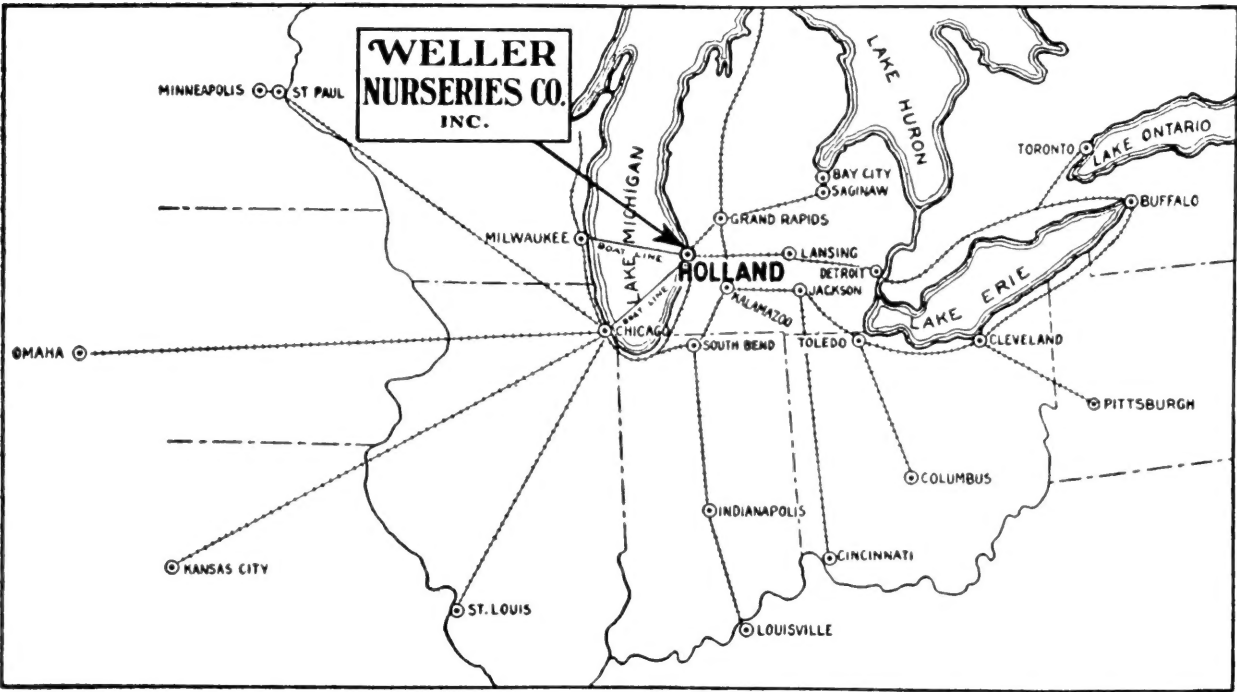 WELLER
NURSERIES CO.
INC.
MINNEAPOLIS
ST PAUL
LAKE HURON
LAKE ONTARIO
TORONTO
BAY CITY
SAGINAW
BUFFALO
GRAND RAPIDS
LAKE MICHIGAN
MILWAUKEE
BOAT LINE
LANSING
HOLLAND
DETROIT
JACKSON
KALAMAZOO
LAKE ERIE
BOAT LINE
CHICAGO
OMAHA
SOUTH BEND
TOLEDO
CLEVELAND
PITTSBURGH
COLUMBUS
INDIANAPOLIS
CINCINNATI
KANSAS CITY
ST. LOUIS
LOUISVILLE